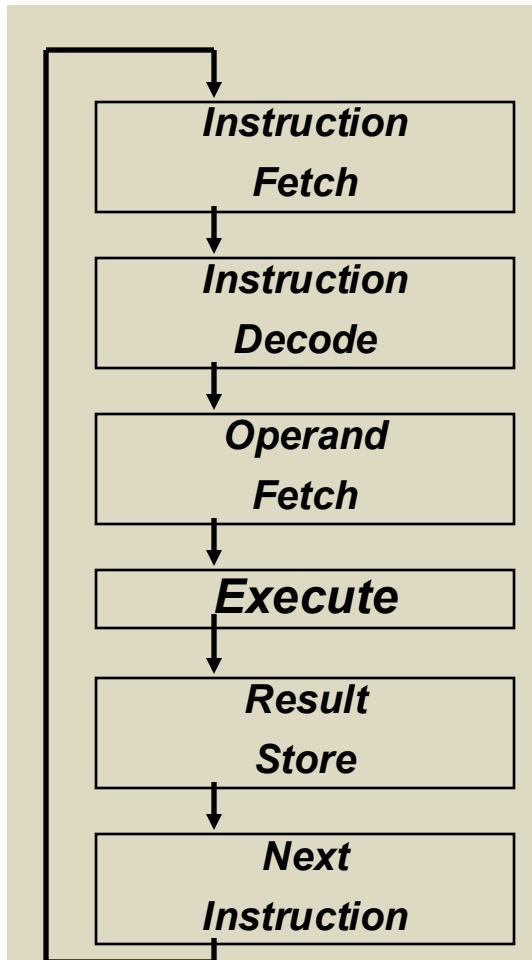 Instruction
Fetch
Instruction
Decode
Operand
Fetch
Execute
Result
Store
Next
Instruction